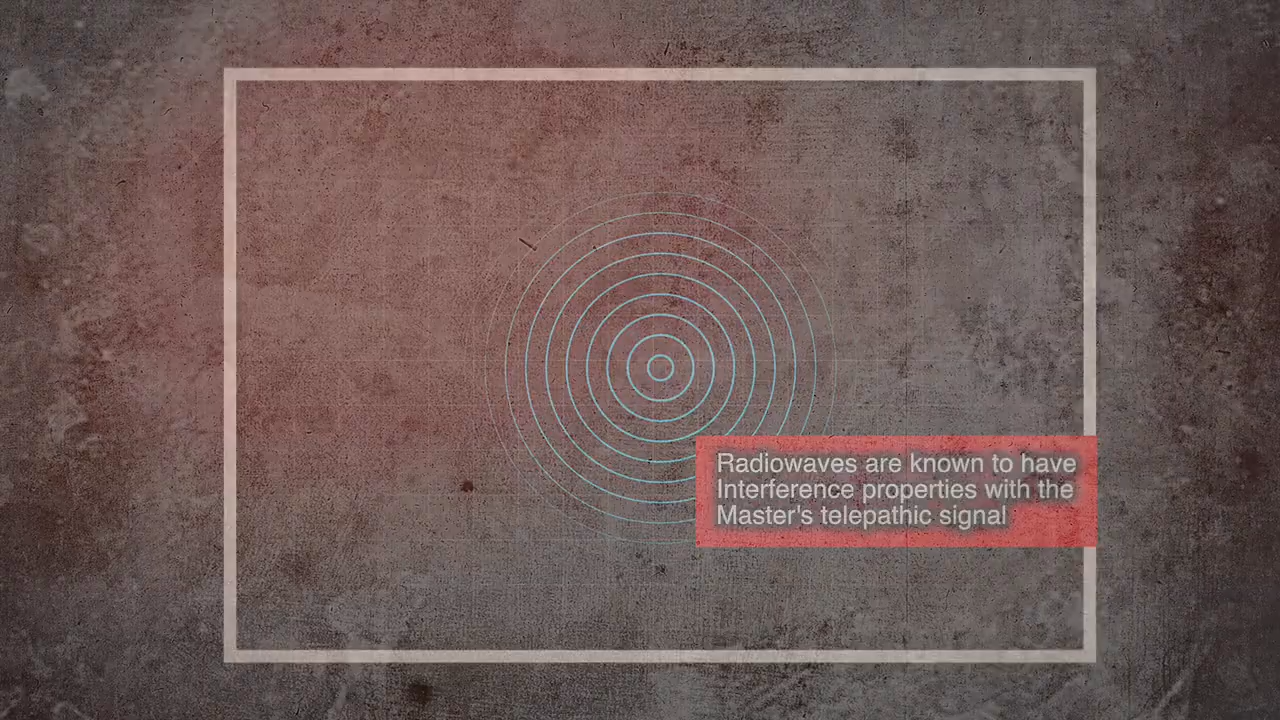 Radiowaves are known to have
Interference properties with the
Master's telepathic signal